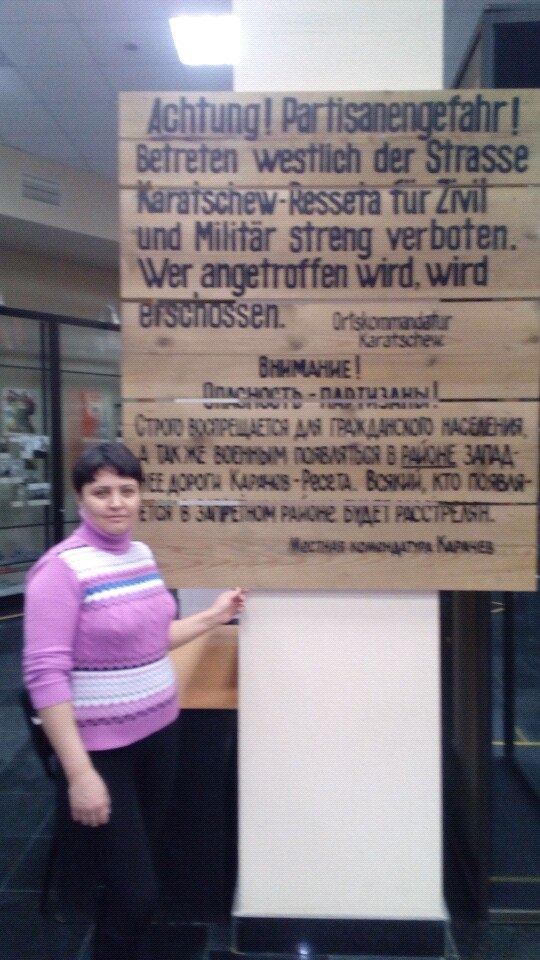 Achtung! Partisanengefahr!
Betreten westlich der Strasse
Karatschew-Resseta für Zivil
und Militär streng verboten.
Wer angetroffen wird, wird
erschossen.
Ortskommandatur
Karatschew
Внимание!
Опасность - партизаны!
Строго воспрещается для гражданского населения,
а так же военным появляться в районе запад-
нее дороги Карачев-Ресета. Всякий, кто появля-
ется в запретном районе будет расстрелян.
Местная комендатура Карачев